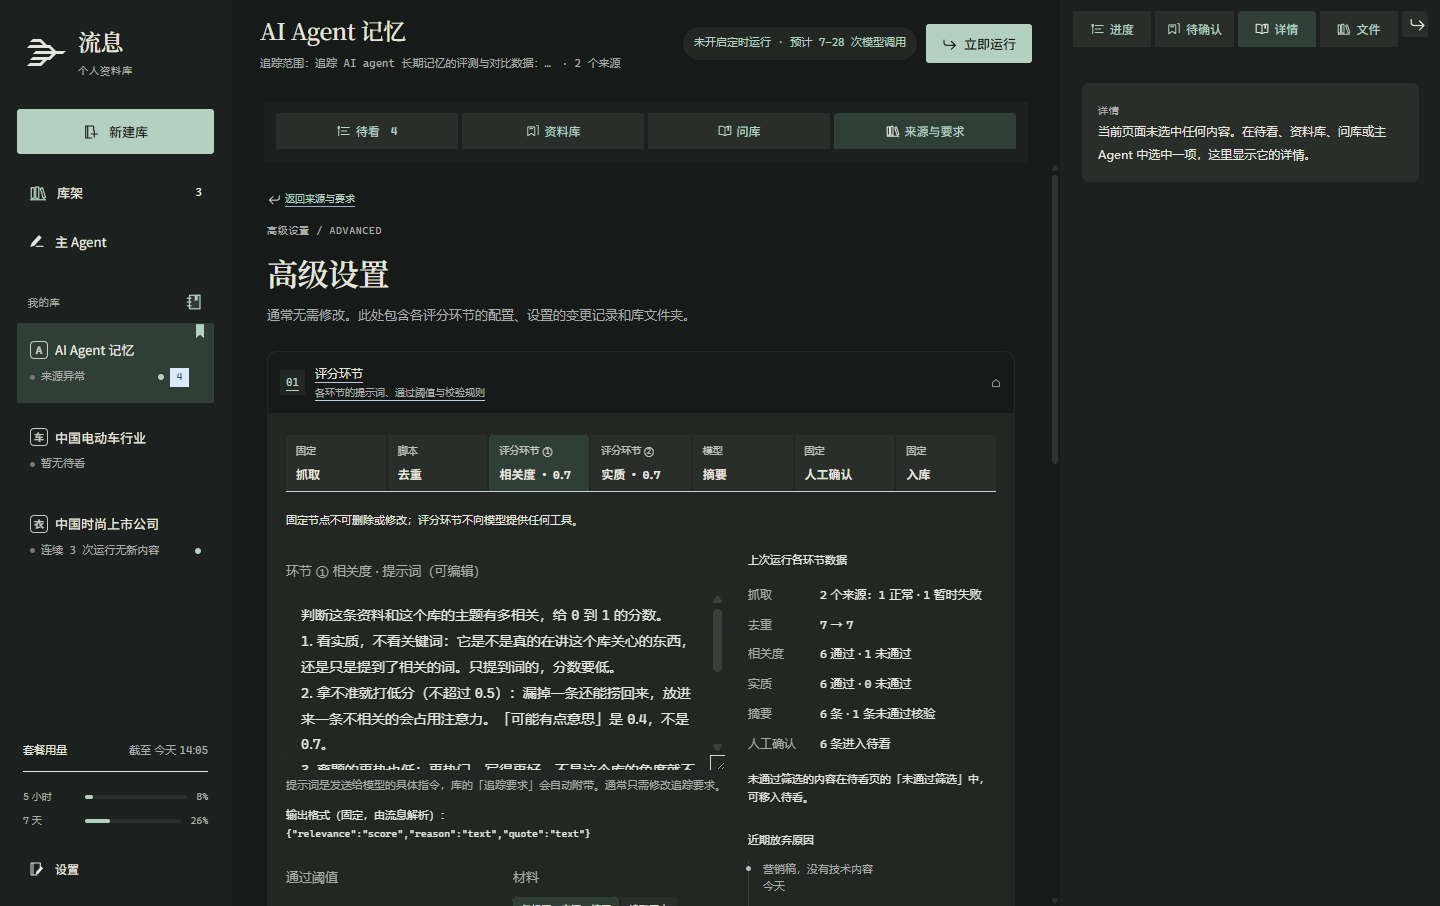 流息
个人资料库
新建库
库架 3
主 Agent
我的库
A AI Agent 记忆
来源异常 4
车 中国电动车行业
暂无待看
衣 中国时尚上市公司
连续 3 次运行无新内容
套餐用量 截至 今天 14:05
5 小时 8%
7 天 26%
设置
AI Agent 记忆
追踪范围：追踪 AI agent 长期记忆的评测与对比数据：… · 2 个来源
未开启定时运行 · 预计 7–28 次模型调用
立即运行
待看 4
资料库
问库
来源与要求
返回来源与要求
高级设置 / ADVANCED
高级设置
通常无需修改。此处包含各评分环节的配置、设置的变更记录和库文件夹。
01 评分环节
各环节的提示词、通过阈值与校验规则
固定
抓取
脚本
去重
评分环节 ①
相关度 · 0.7
评分环节 ②
实质 · 0.7
模型
摘要
固定
人工确认
固定
入库
固定节点不可删除或修改；评分环节不向模型提供任何工具。
环节 ① 相关度 · 提示词（可编辑）
判断这条资料和这个库的主题有多相关，给 0 到 1 的分数。
1. 看实质，不看关键词：它是不是真的在讲这个库关心的东西，
还是只是提到了相关的词。只提到词的，分数要低。
2. 拿不准就打低分（不超过 0.5）：漏掉一条还能捞回来，放进
来一条不相关的会占用注意力。「可能有点意思」是 0.4，不是
0.7。
提示词是发送给模型的具体指令，库的「追踪要求」会自动附带。通常只需修改追踪要求。
输出格式（固定，由流息解析）：
{"relevance":"score","reason":"text","quote":"text"}
通过阈值
材料
上次运行各环节数据
抓取 2 个来源：1 正常 · 1 暂时失败
去重 7 → 7
相关度 6 通过 · 1 未通过
实质 6 通过 · 0 未通过
摘要 6 条 · 1 条未通过核验
人工确认 6 条进入待看
未通过筛选的内容在待看页的「未通过筛选」中，
可移入待看。
近期放弃原因
营销稿，没有技术内容
今天
进度
待确认
详情
文件
详情
当前页面未选中任何内容。在待看、资料库、问库或主
Agent 中选中一项，这里显示它的详情。